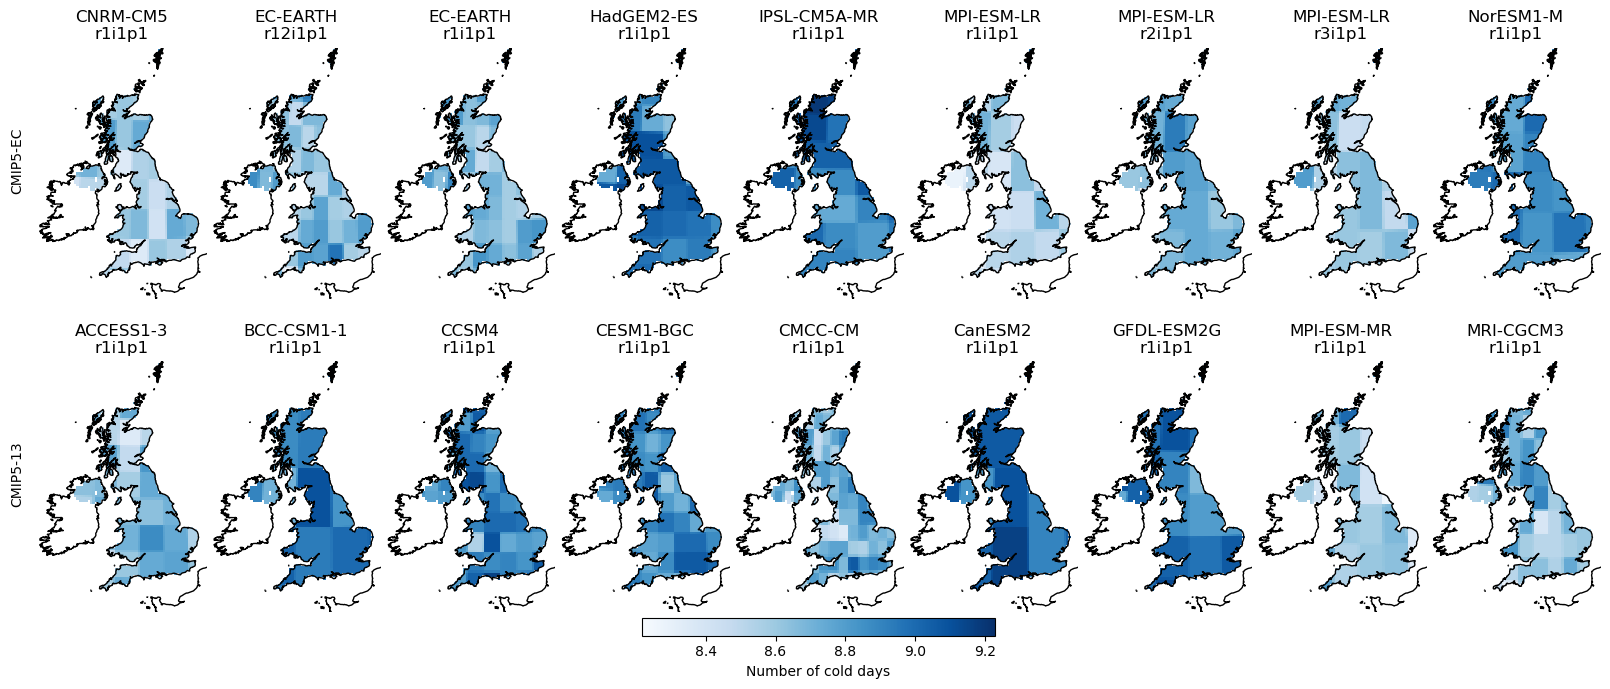 CNRM-CM5
r1i1p1
EC-EARTH
r12i1p1
EC-EARTH
r1i1p1
HadGEM2-ES
r1i1p1
IPSL-CM5A-MR
r1i1p1
MPI-ESM-LR
r1i1p1
MPI-ESM-LR
r2i1p1
MPI-ESM-LR
r3i1p1
NorESM1-M
r1i1p1
CMIP5-EC
ACCESS1-3
r1i1p1
BCC-CSM1-1
r1i1p1
CCSM4
r1i1p1
CESM1-BGC
r1i1p1
CMCC-CM
r1i1p1
CanESM2
r1i1p1
GFDL-ESM2G
r1i1p1
MPI-ESM-MR
r1i1p1
MRI-CGCM3
r1i1p1
CMIP5-13
8.4 8.6 8.8 9.0 9.2
Number of cold days